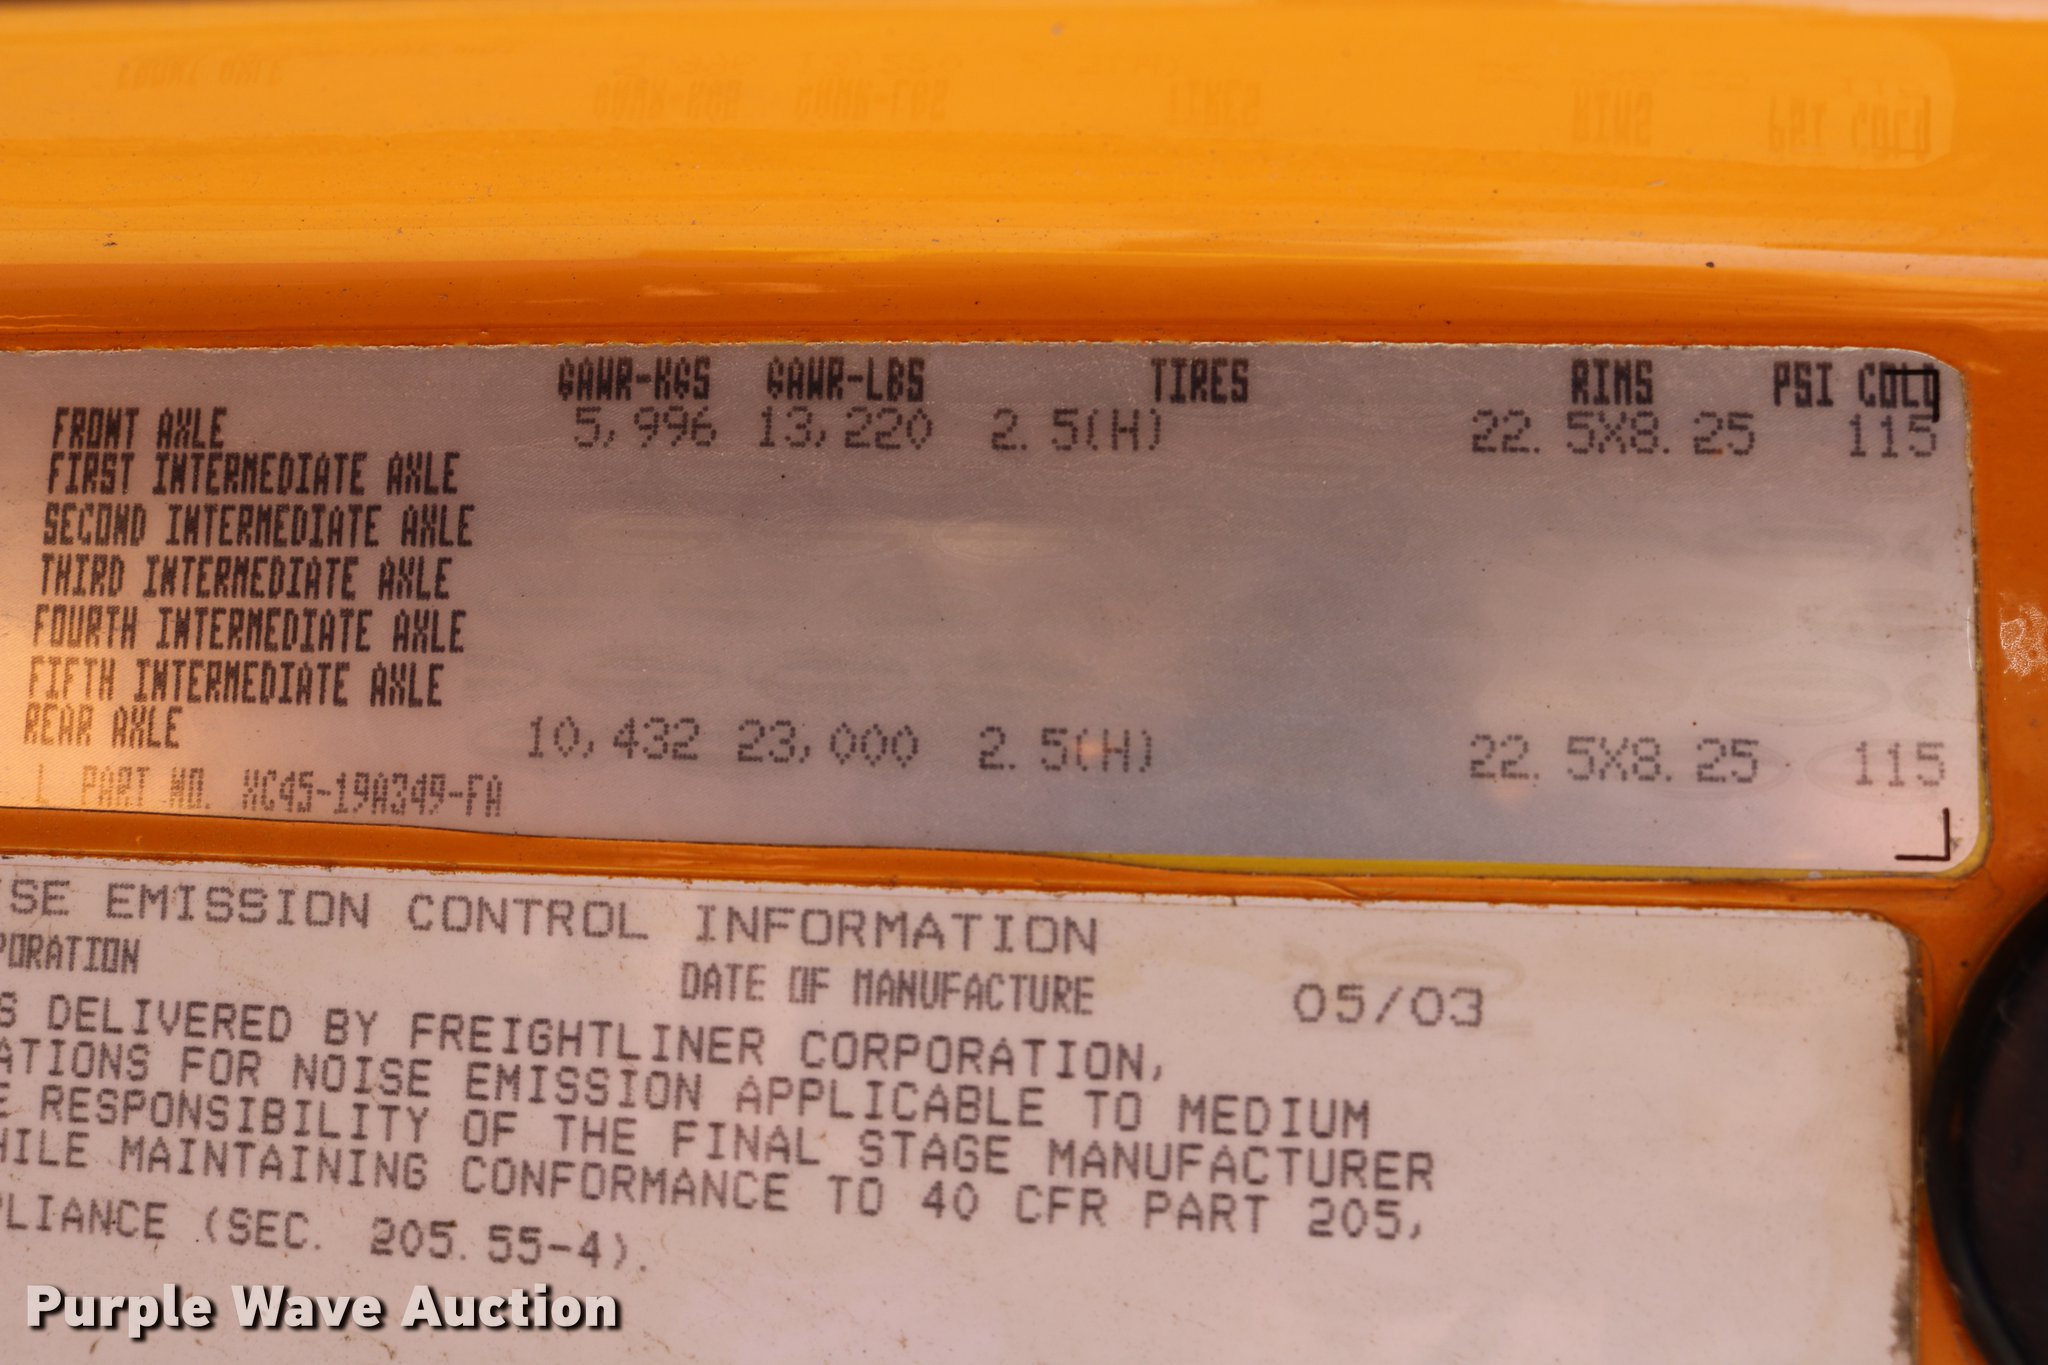 GAWR-KGS GAWR-LBS TIRES RIMS PSI COLD
FRONT AXLE 5,996 13,220 2.5(H) 22.5X8.25 115
FIRST INTERMEDIATE AXLE
SECOND INTERMEDIATE AXLE
THIRD INTERMEDIATE AXLE
FOURTH INTERMEDIATE AXLE
FIFTH INTERMEDIATE AXLE
REAR AXLE 10,432 23,000 2.5(H) 22.5X8.25 115
PART NO. XC45-19A349-FA
ISE EMISSION CONTROL INFORMATION
PORATION DATE OF MANUFACTURE 05/03
S DELIVERED BY FREIGHTLINER CORPORATION,
ATIONS FOR NOISE EMISSION APPLICABLE TO MEDIUM
E RESPONSIBILITY OF THE FINAL STAGE MANUFACTURER
HILE MAINTAINING CONFORMANCE TO 40 CFR PART 205,
PLIANCE (SEC. 205.55-4).
Purple Wave Auction